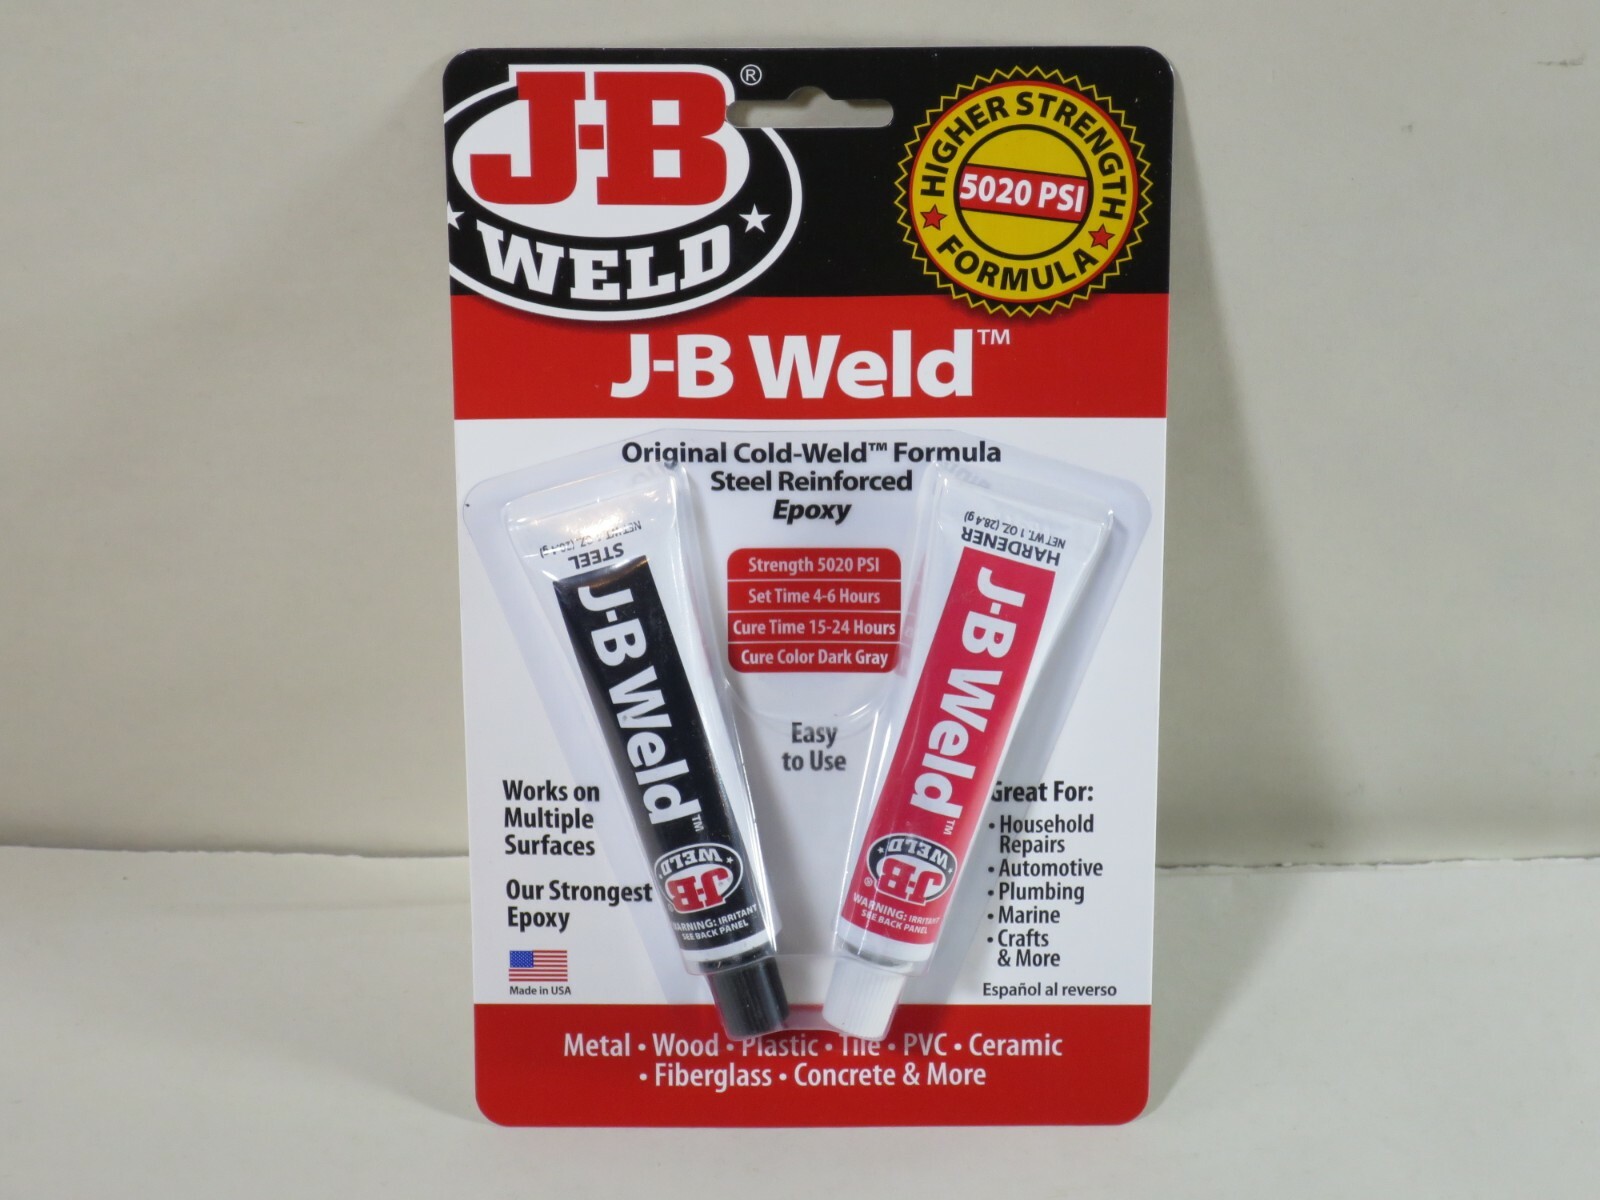 J-B®
WELD
HIGHER STRENGTH
5020 PSI
FORMULA
J-B Weld™
Original Cold-Weld™ Formula
Steel Reinforced
Epoxy
Strength 5020 PSI
Set Time 4-6 Hours
Cure Time 15-24 Hours
Cure Color Dark Gray
Easy
to Use
STEEL
J-B Weld™
J-B
WELD
WARNING: IRRITANT
SEE BACK PANEL
HARDENER
NET WT. 1 OZ. (28.4 g)
J-B Weld™
J-B®
WELD
WARNING: IRRITANT
SEE BACK PANEL
Works on
Multiple
Surfaces
Our Strongest
Epoxy
Made in USA
Great For:
• Household
Repairs
• Automotive
• Plumbing
• Marine
• Crafts
& More
Español al reverso
Metal • Wood • Plastic • Tile • PVC • Ceramic
• Fiberglass • Concrete & More